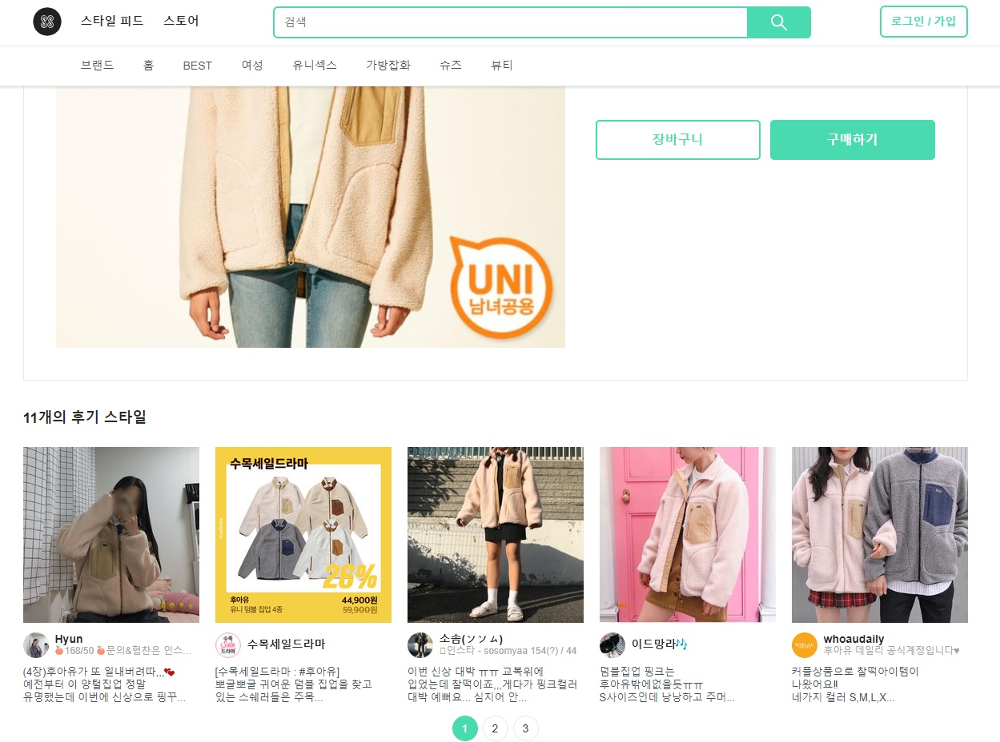 스타일 피드 스토어 검색 로그인 / 가입
브랜드 홈 BEST 여성 유니섹스 가방잡화 슈즈 뷰티
장바구니 구매하기
UNI
남녀공용
11개의 후기 스타일
수목세일드라마
26%
후아유 44,900원
유니 덤블 집업 4종 59,900원
Hyun
🍑168/50 🍑문의&협찬은 인스...
(4장)후아유가 또 일내버려따,,,💕
예전부터 이 양털집업 정말
유명했는데 이번에 신상으로 핑꾸...
수목
Sale
드라마
수목세일드라마
[수목세일드라마 : #후아유]
뽀글뽀글 귀여운 덤블 집업을 찾고
있는 스쉐러들은 주목...
소솜(ソソム)
인스타 - sosomyaa 154(?) / 44
이번 신상 대박 ㅠㅠ 교복위에
입었는데 찰떡이죠,,,게다가 핑크컬러
대박 예뻐요... 심지어 안...
이드망라🎶
덤블집업 핑크는
후아유밖에없을듯ㅠㅠ
S사이즈인데 낭낭하고 주머...
WHOAU
whoaudaily
후아유 데일리 공식계정입니다♥
커플상품으로 찰떡아이템이
나왔어요!!
네가지 컬러 S,M,L,X...
1 2 3